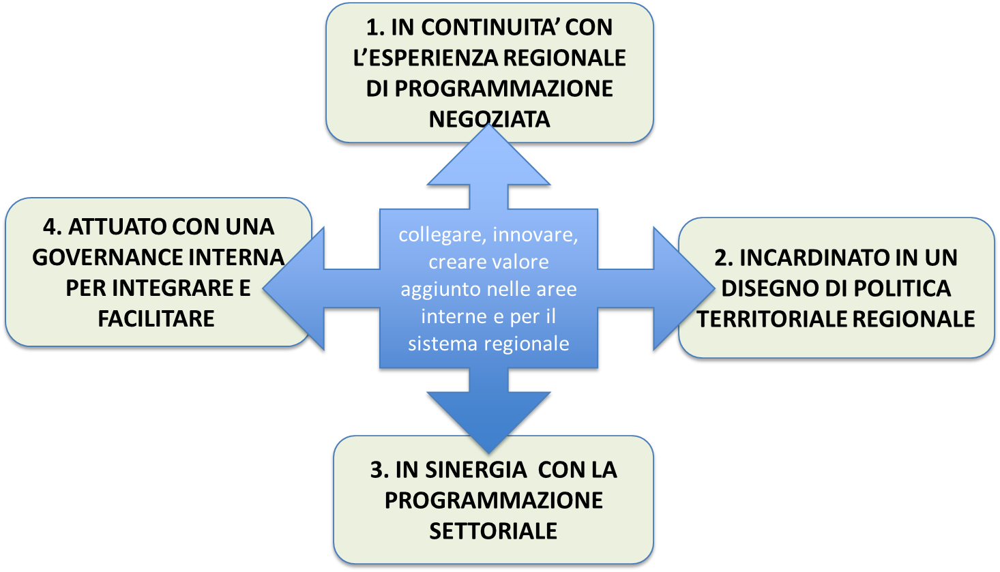 1. IN CONTINUITA’ CON
L’ESPERIENZA REGIONALE
DI PROGRAMMAZIONE
NEGOZIATA
4. ATTUATO CON UNA
GOVERNANCE INTERNA
PER INTEGRARE E
FACILITARE
collegare, innovare,
creare valore
aggiunto nelle aree
interne e per il
sistema regionale
2. INCARDINATO IN UN
DISEGNO DI POLITICA
TERRITORIALE REGIONALE
3. IN SINERGIA  CON LA
PROGRAMMAZIONE
SETTORIALE